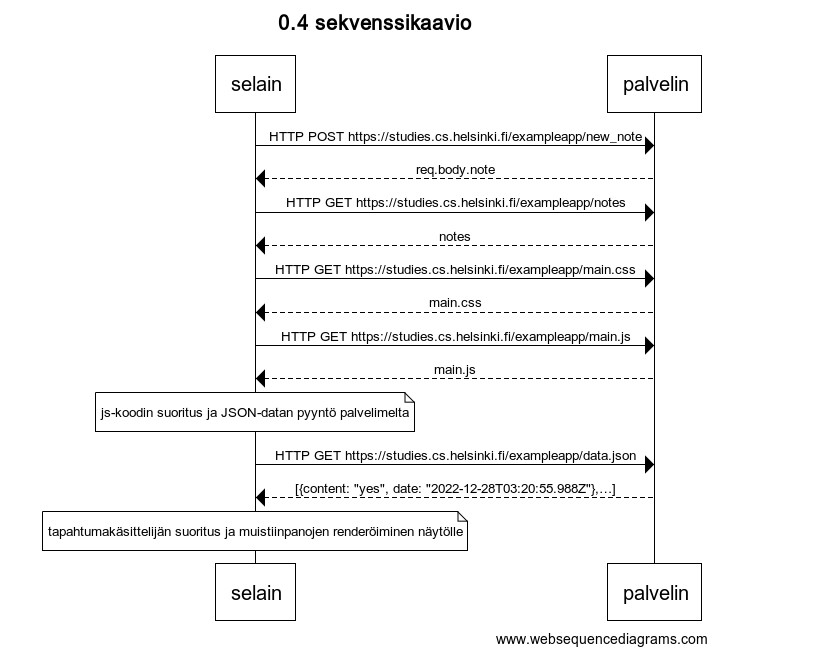 0.4 sekvenssikaavio
selain
palvelin
HTTP POST https://studies.cs.helsinki.fi/exampleapp/new_note
req.body.note
HTTP GET https://studies.cs.helsinki.fi/exampleapp/notes
notes
HTTP GET https://studies.cs.helsinki.fi/exampleapp/main.css
main.css
HTTP GET https://studies.cs.helsinki.fi/exampleapp/main.js
main.js
js-koodin suoritus ja JSON-datan pyyntö palvelimelta
HTTP GET https://studies.cs.helsinki.fi/exampleapp/data.json
[{content: "yes", date: "2022-12-28T03:20:55.988Z"},…]
tapahtumakäsittelijän suoritus ja muistiinpanojen renderöiminen näytölle
selain
palvelin
www.websequencediagrams.com